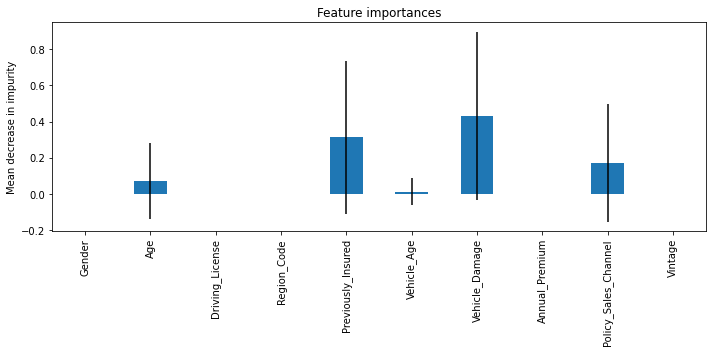 Feature importances
Mean decrease in impurity
0.8
0.6
0.4
0.2
0.0
−0.2
Gender
Age
Driving_License
Region_Code
Previously_Insured
Vehicle_Age
Vehicle_Damage
Annual_Premium
Policy_Sales_Channel
Vintage